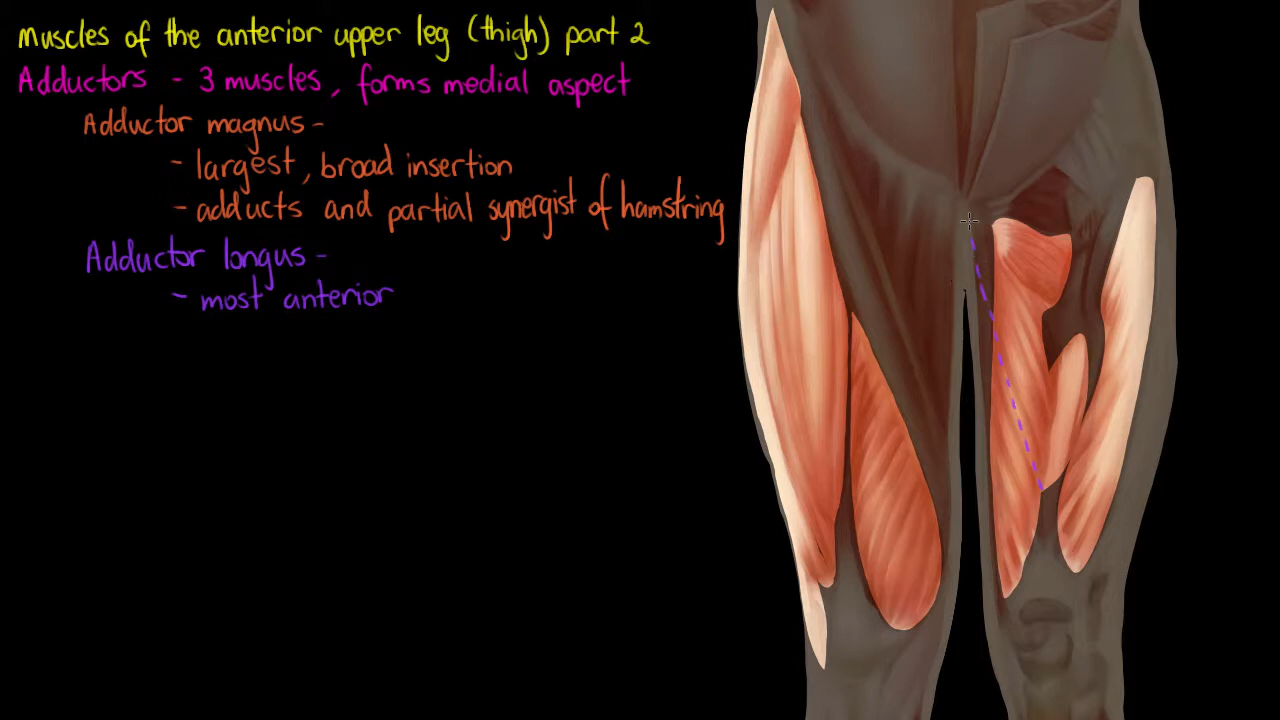 Muscles of the anterior upper leg (thigh) part 2
Adductors - 3 muscles, forms medial aspect
Adductor magnus -
- largest, broad insertion
- adducts and partial synergist of hamstring
Adductor longus -
- most anterior